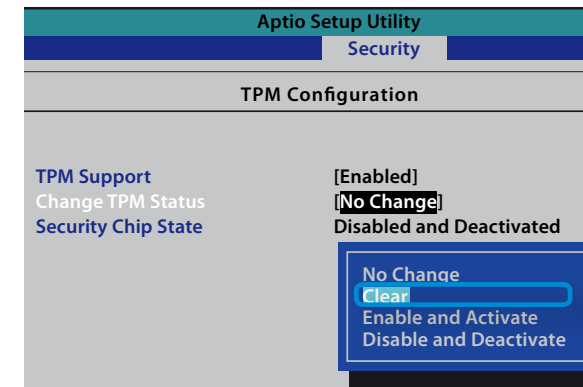 Aptio Setup Utility
Security
TPM Configuration
TPM Support [Enabled]
Change TPM Status [No Change]
Security Chip State Disabled and Deactivated
No Change
Clear
Enable and Activate
Disable and Deactivate